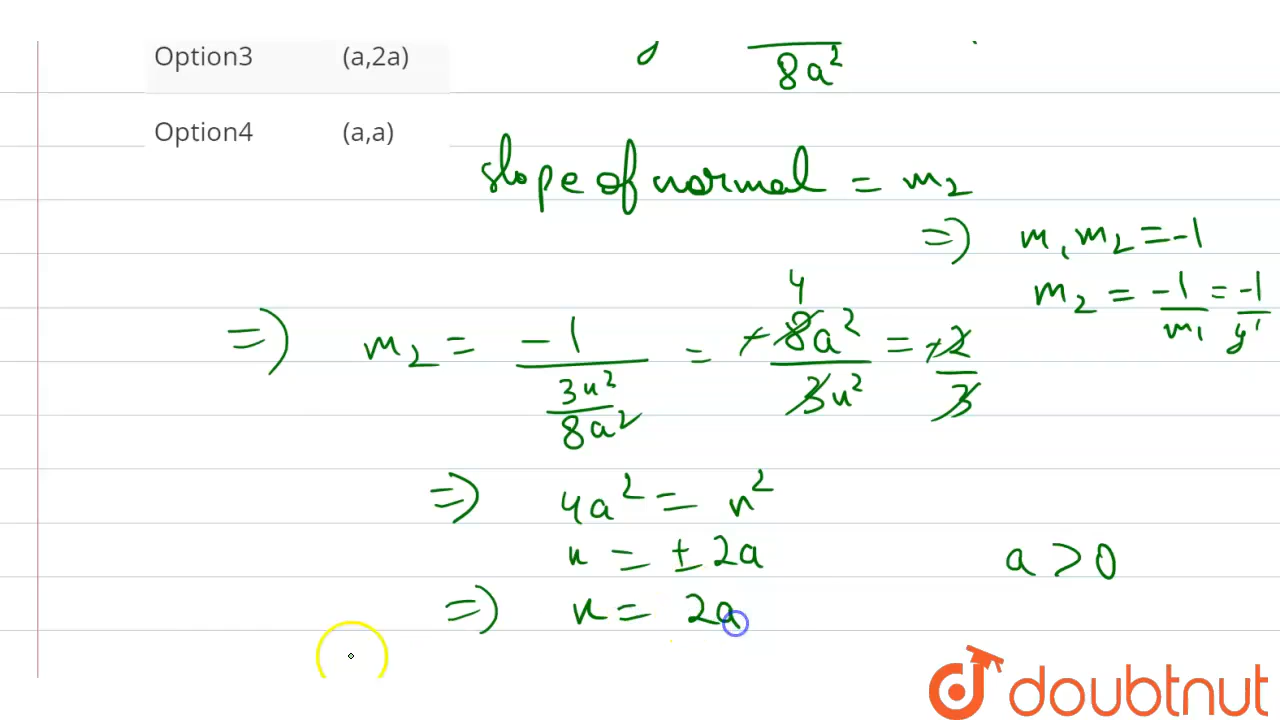 Option3 (a,2a)
8a²
Option4 (a,a)
slope of normal = m₂
=) m₁m₂ = -1
m₂ = -1/m₁ = -1/y'
=) m₂ = -1/(3x²/8a²) = -8a²/3x² = -2/3
4
=) 4a² = x²
x = ± 2a
a > 0
=) x = 2a
doubtnut